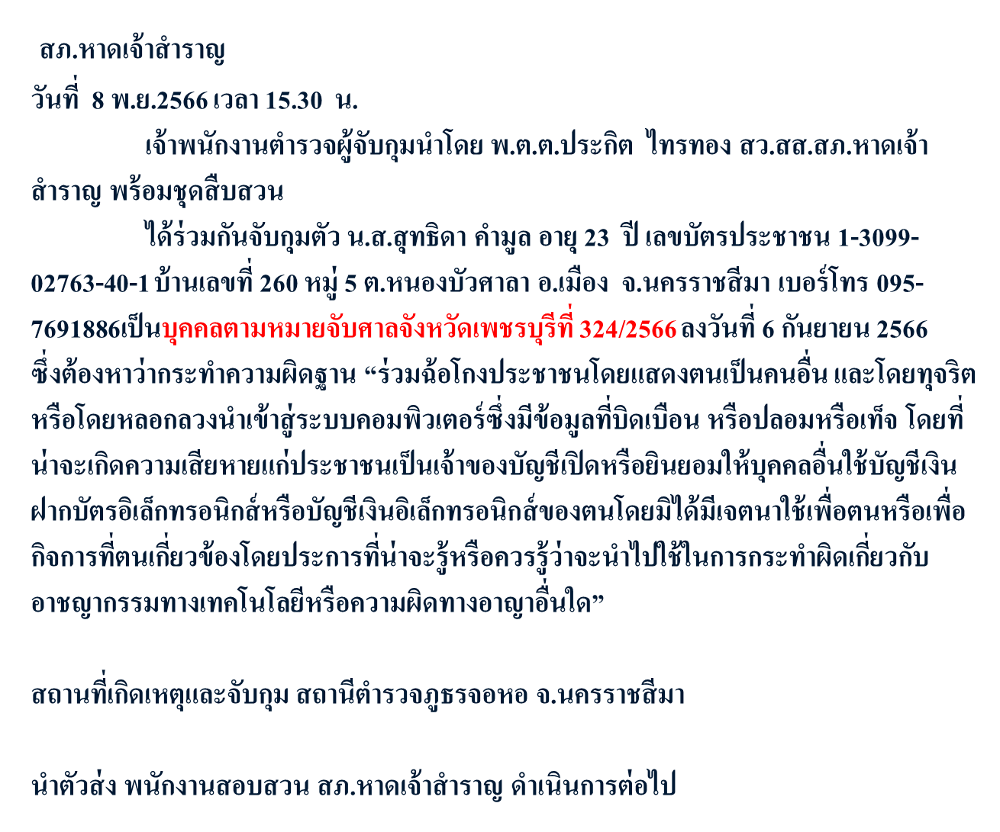 สภ.หาดเจ้าสำราญ
วันที่ 8 พ.ย.2566 เวลา 15.30 น.
เจ้าพนักงานตำรวจผู้จับกุมนำโดย พ.ต.ต.ประกิต ไทรทอง สว.สส.สภ.หาดเจ้า
สำราญ พร้อมชุดสืบสวน
ได้ร่วมกันจับกุมตัว น.ส.สุทธิดา คำมูล อายุ 23 ปี เลขบัตรประชาชน 1-3099-
02763-40-1 บ้านเลขที่ 260 หมู่ 5 ต.หนองบัวศาลา อ.เมือง จ.นครราชสีมา เบอร์โทร 095-
7691886เป็นบุคคลตามหมายจับศาลจังหวัดเพชรบุรีที่ 324/2566 ลงวันที่ 6 กันยายน 2566
ซึ่งต้องหาว่ากระทำความผิดฐาน “ร่วมฉ้อโกงประชาชนโดยแสดงตนเป็นคนอื่น และโดยทุจริต
หรือโดยหลอกลวงนำเข้าสู่ระบบคอมพิวเตอร์ซึ่งมีข้อมูลที่บิดเบือน หรือปลอมหรือเท็จ โดยที่
น่าจะเกิดความเสียหายแก่ประชาชนเป็นเจ้าของบัญชีเปิดหรือยินยอมให้บุคคลอื่นใช้บัญชีเงิน
ฝากบัตรอิเล็กทรอนิกส์หรือบัญชีเงินอิเล็กทรอนิกส์ของตนโดยมิได้มีเจตนาใช้เพื่อตนหรือเพื่อ
กิจการที่ตนเกี่ยวข้องโดยประการที่น่าจะรู้หรือควรรู้ว่าจะนำไปใช้ในการกระทำผิดเกี่ยวกับ
อาชญากรรมทางเทคโนโลยีหรือความผิดทางอาญาอื่นใด”
สถานที่เกิดเหตุและจับกุม สถานีตำรวจภูธรจอหอ จ.นครราชสีมา
นำตัวส่ง พนักงานสอบสวน สภ.หาดเจ้าสำราญ ดำเนินการต่อไป